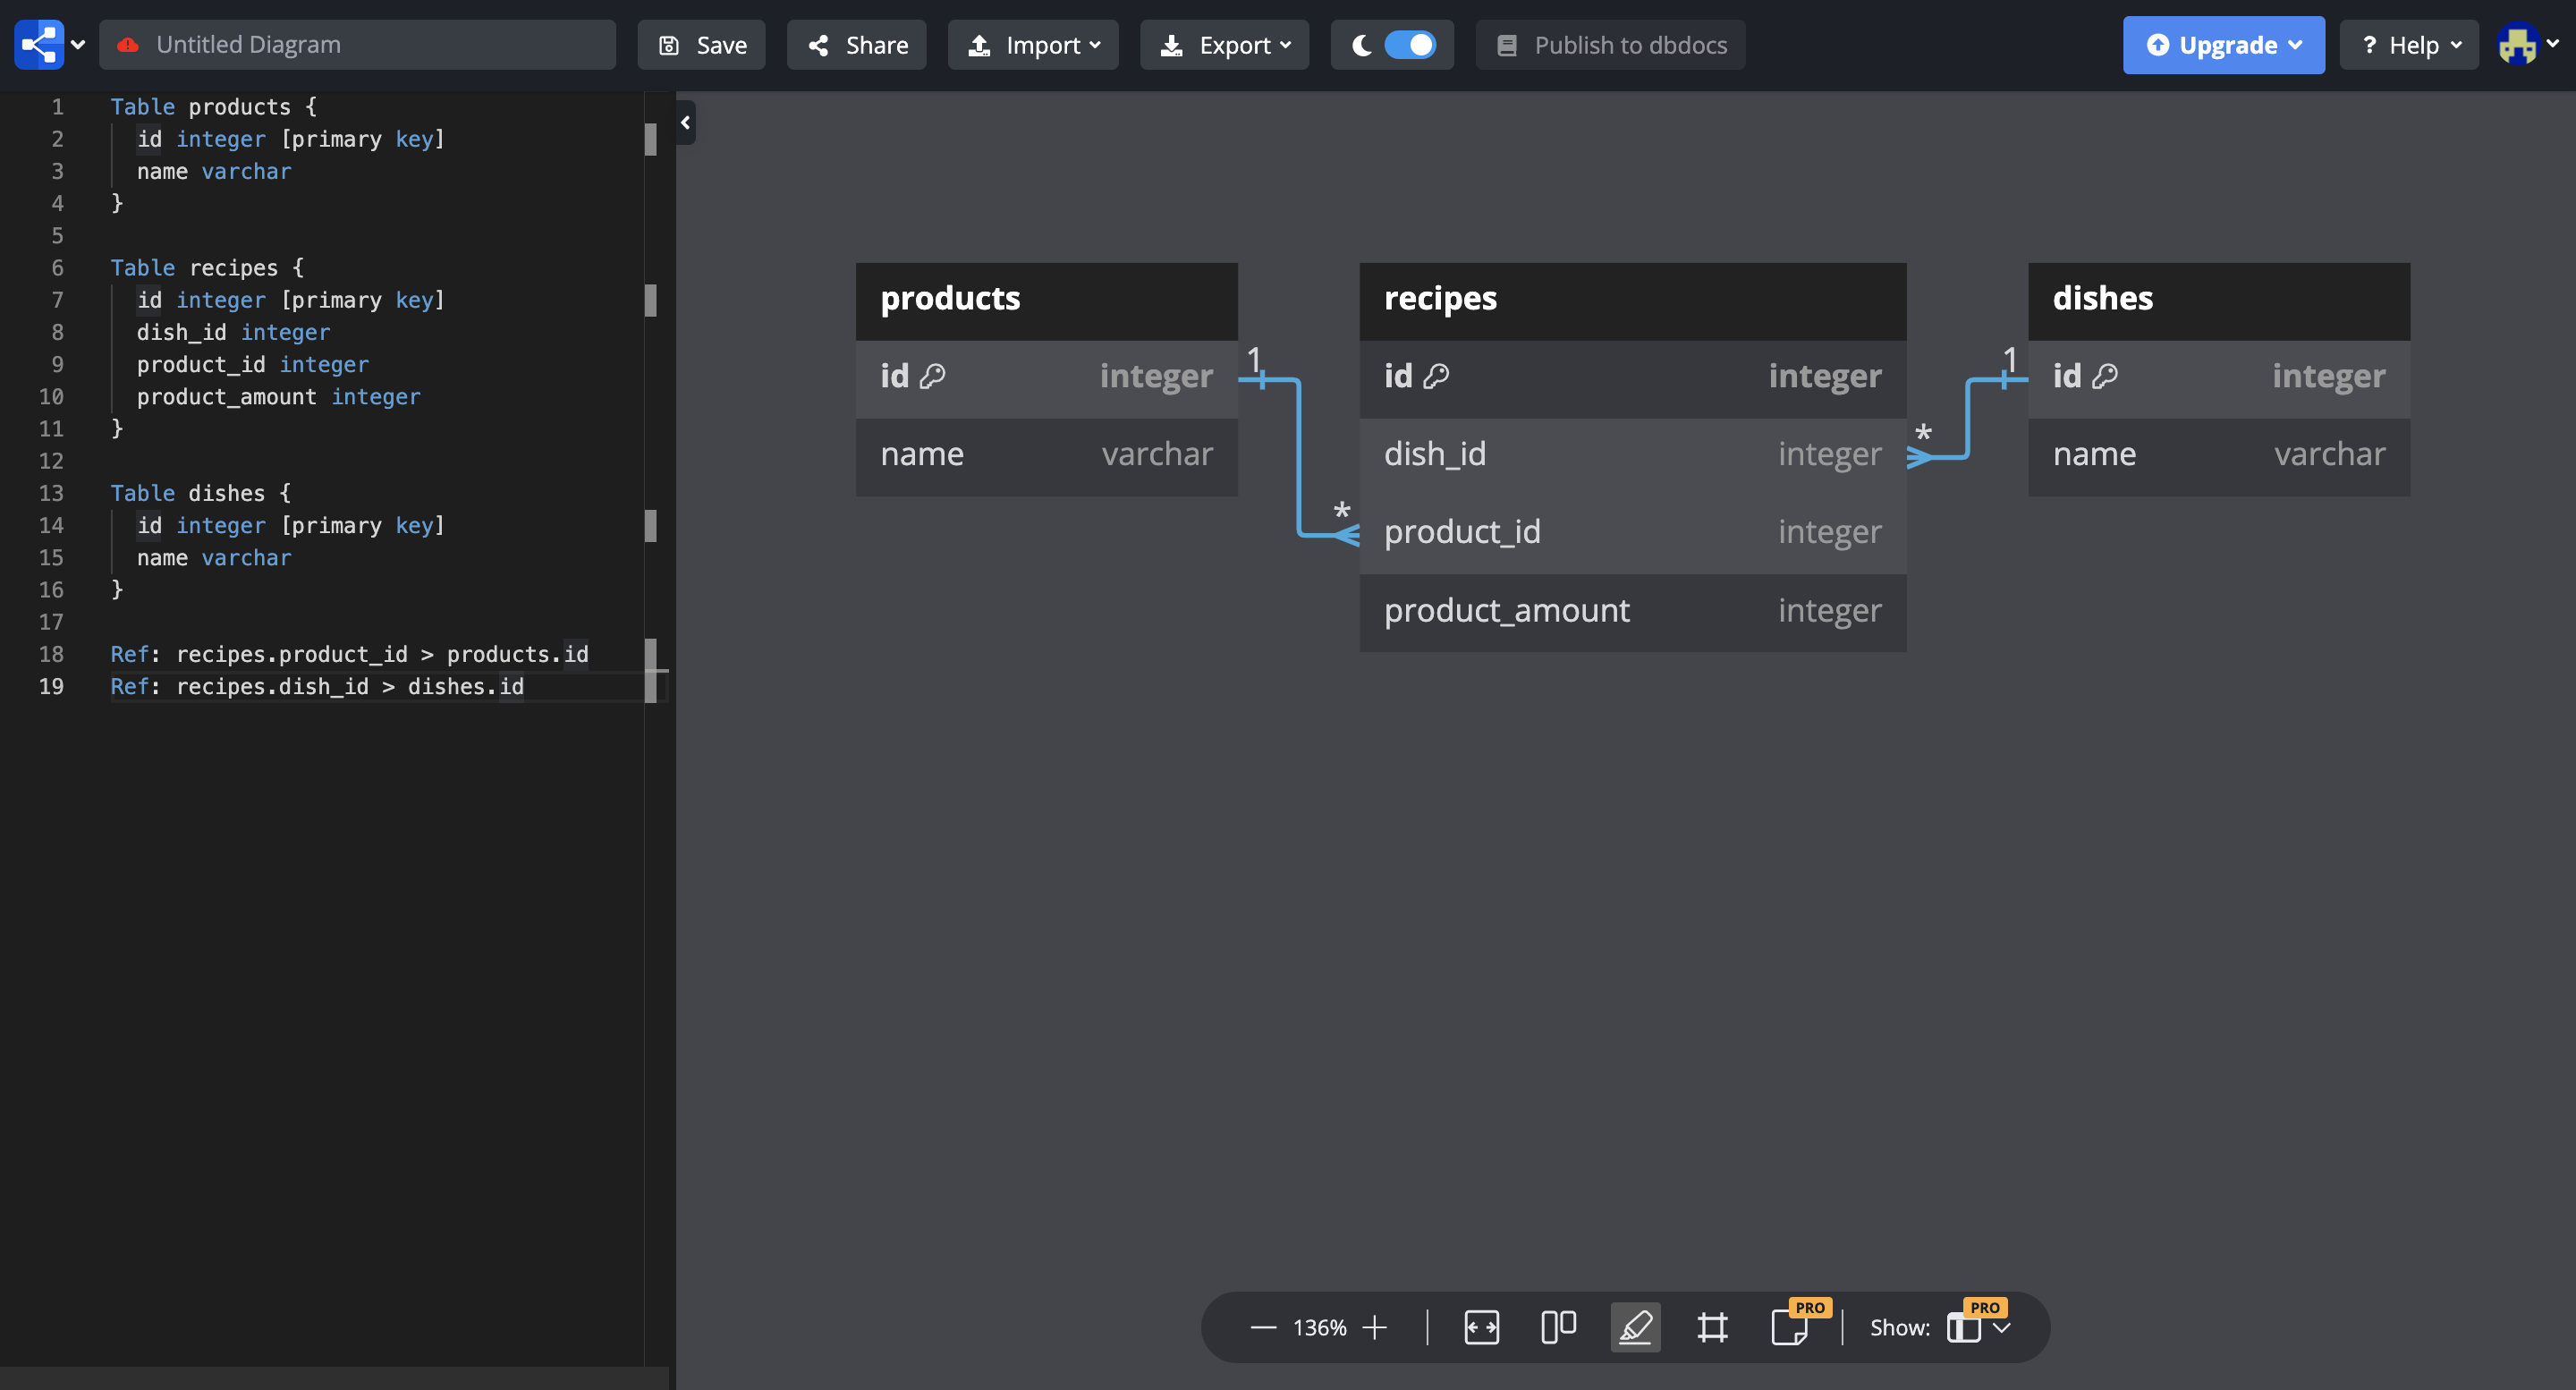 Untitled Diagram Save Share Import Export Publish to dbdocs Upgrade ? Help
1 Table products {
2 id integer [primary key]
3 name varchar
4 }
5
6 Table recipes {
7 id integer [primary key]
8 dish_id integer
9 product_id integer
10 product_amount integer
11 }
12
13 Table dishes {
14 id integer [primary key]
15 name varchar
16 }
17
18 Ref: recipes.product_id > products.id
19 Ref: recipes.dish_id > dishes.id
products
id integer
name varchar
1
*
recipes
id integer
dish_id integer
product_id integer
product_amount integer
*
1
dishes
id integer
name varchar
136% PRO Show: PRO